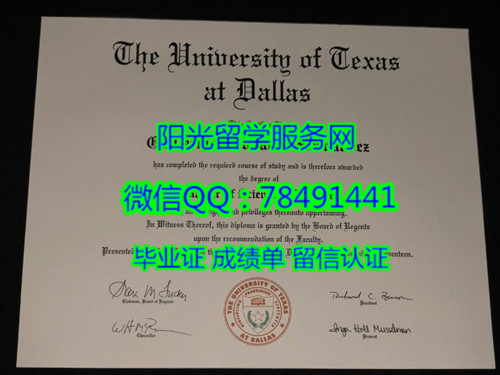 The University of Texas
at Dallas
阳光留学服务网
has completed the required course of study and is therefore awarded
the degree of
微信QQ：78491441
and privileges thereunto appertaining.
In Witness Thereof, this diploma is granted by the Board of Regents
upon the recommendation of the Faculty.
毕业证 成绩单 留信认证
Chairman, Board of Regents
President
Chancellor
Provost
THE UNIVERSITY OF TEXAS
AT DALLAS